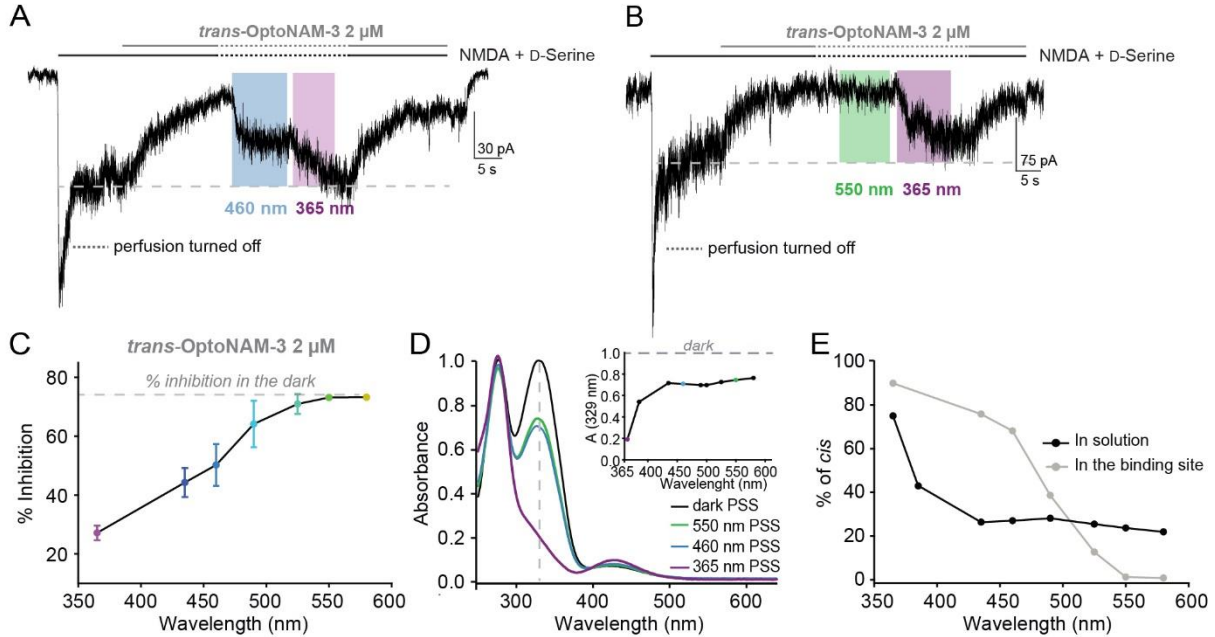 A
trans-OptoNAM-3 2 µM
NMDA + D-Serine
460 nm
365 nm
30 pA
5 s
perfusion turned off
B
trans-OptoNAM-3 2 µM
550 nm
365 nm
75 pA
5 s
perfusion turned off
C
trans-OptoNAM-3 2 µM
% inhibition in the dark
% Inhibition
80
60
40
20
350 400 450 500 550 600
Wavelength (nm)
D
Absorbance
1.0
0.8
0.6
0.4
0.2
0.0
300 400 500 600
Wavelength (nm)
dark
A (329 nm)
1.0
0.8
0.6
0.4
0.2
0.0
365 400 450 500 550 600
Wavelenght (nm)
dark PSS
550 nm PSS
460 nm PSS
365 nm PSS
E
% of cis
100
80
60
40
20
0
In solution
In the binding site
350 400 450 500 550 600
Wavelength (nm)